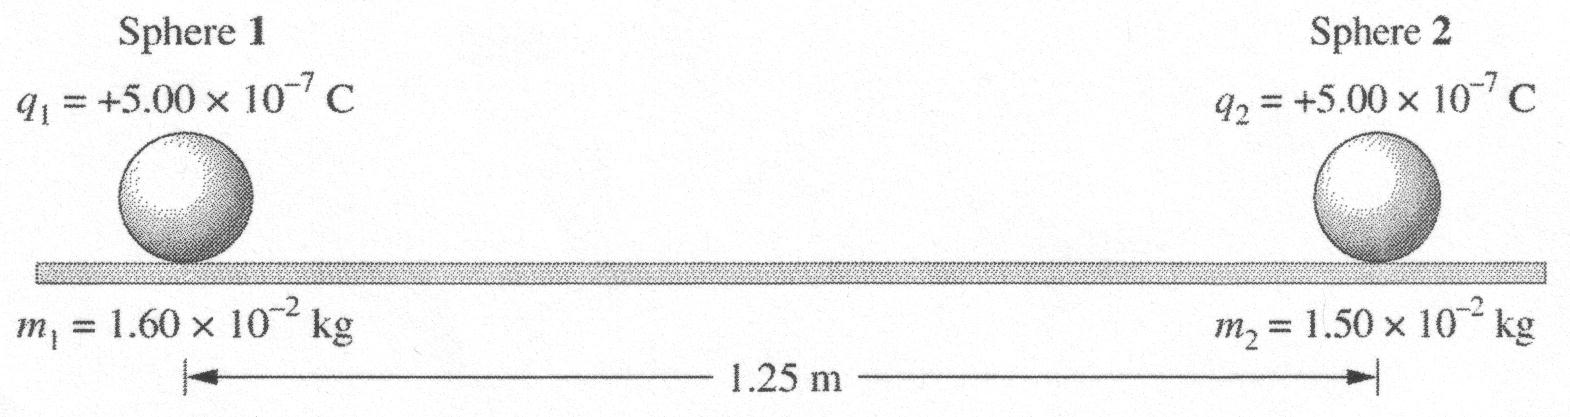 Sphere 1
Sphere 2
q₁ = +5.00 × 10⁻⁷ C
q₂ = +5.00 × 10⁻⁷ C
m₁ = 1.60 × 10⁻² kg
m₂ = 1.50 × 10⁻² kg
1.25 m